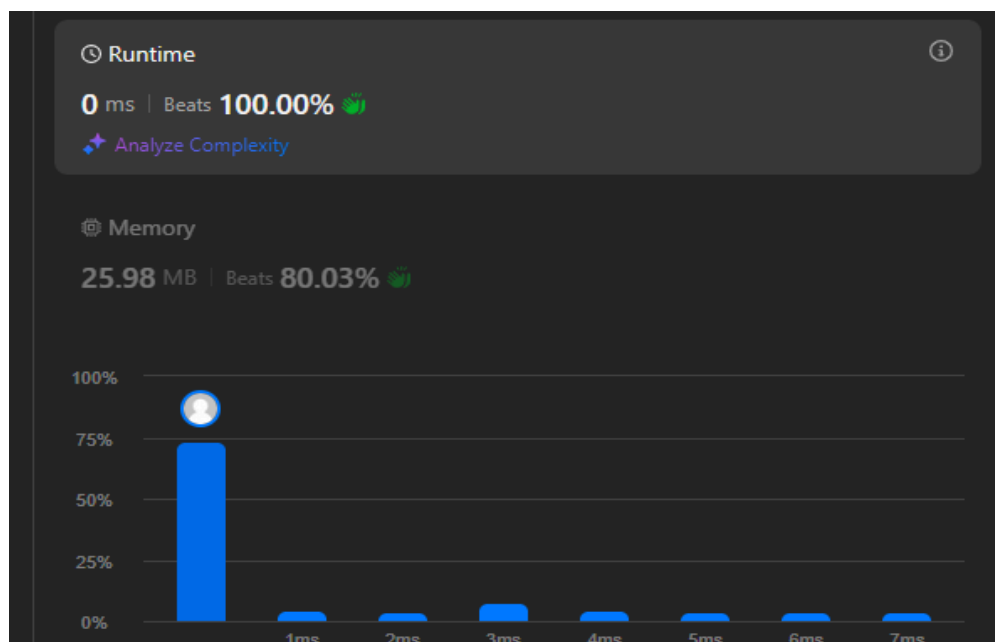 Runtime
0 ms | Beats 100.00%
Analyze Complexity
Memory
25.98 MB | Beats 80.03%
100%
75%
50%
25%
0%
1ms 2ms 3ms 4ms 5ms 6ms 7ms